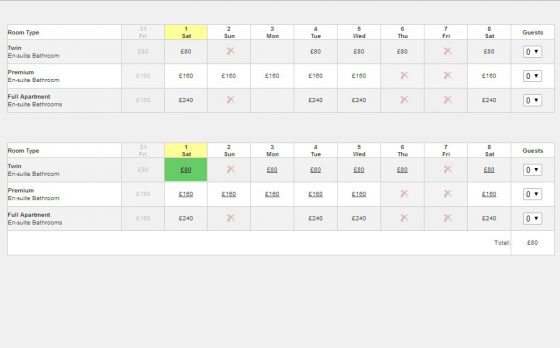 Room Type 31 Fri 1 Sat 2 Sun 3 Mon 4 Tue 5 Wed 6 Thu 7 Fri 8 Sat Guests
Twin
En-suite Bathroom £80 £80 £80 £80 £80 £80 0
Premium
En-suite Bathroom £160 £160 £160 £160 £160 £160 £160 0
Full Apartment
En-suite Bathrooms £160 £240 £240 £240 £240 0
Room Type 31 Fri 1 Sat 2 Sun 3 Mon 4 Tue 5 Wed 6 Thu 7 Fri 8 Sat Guests
Twin
En-suite Bathroom £80 £80 £80 £80 £80 £80 £80 0
Premium
En-suite Bathroom £160 £160 £160 £160 £160 £160 £160 0
Full Apartment
En-suite Bathrooms £160 £240 £240 £240 £240 0
Total: £80